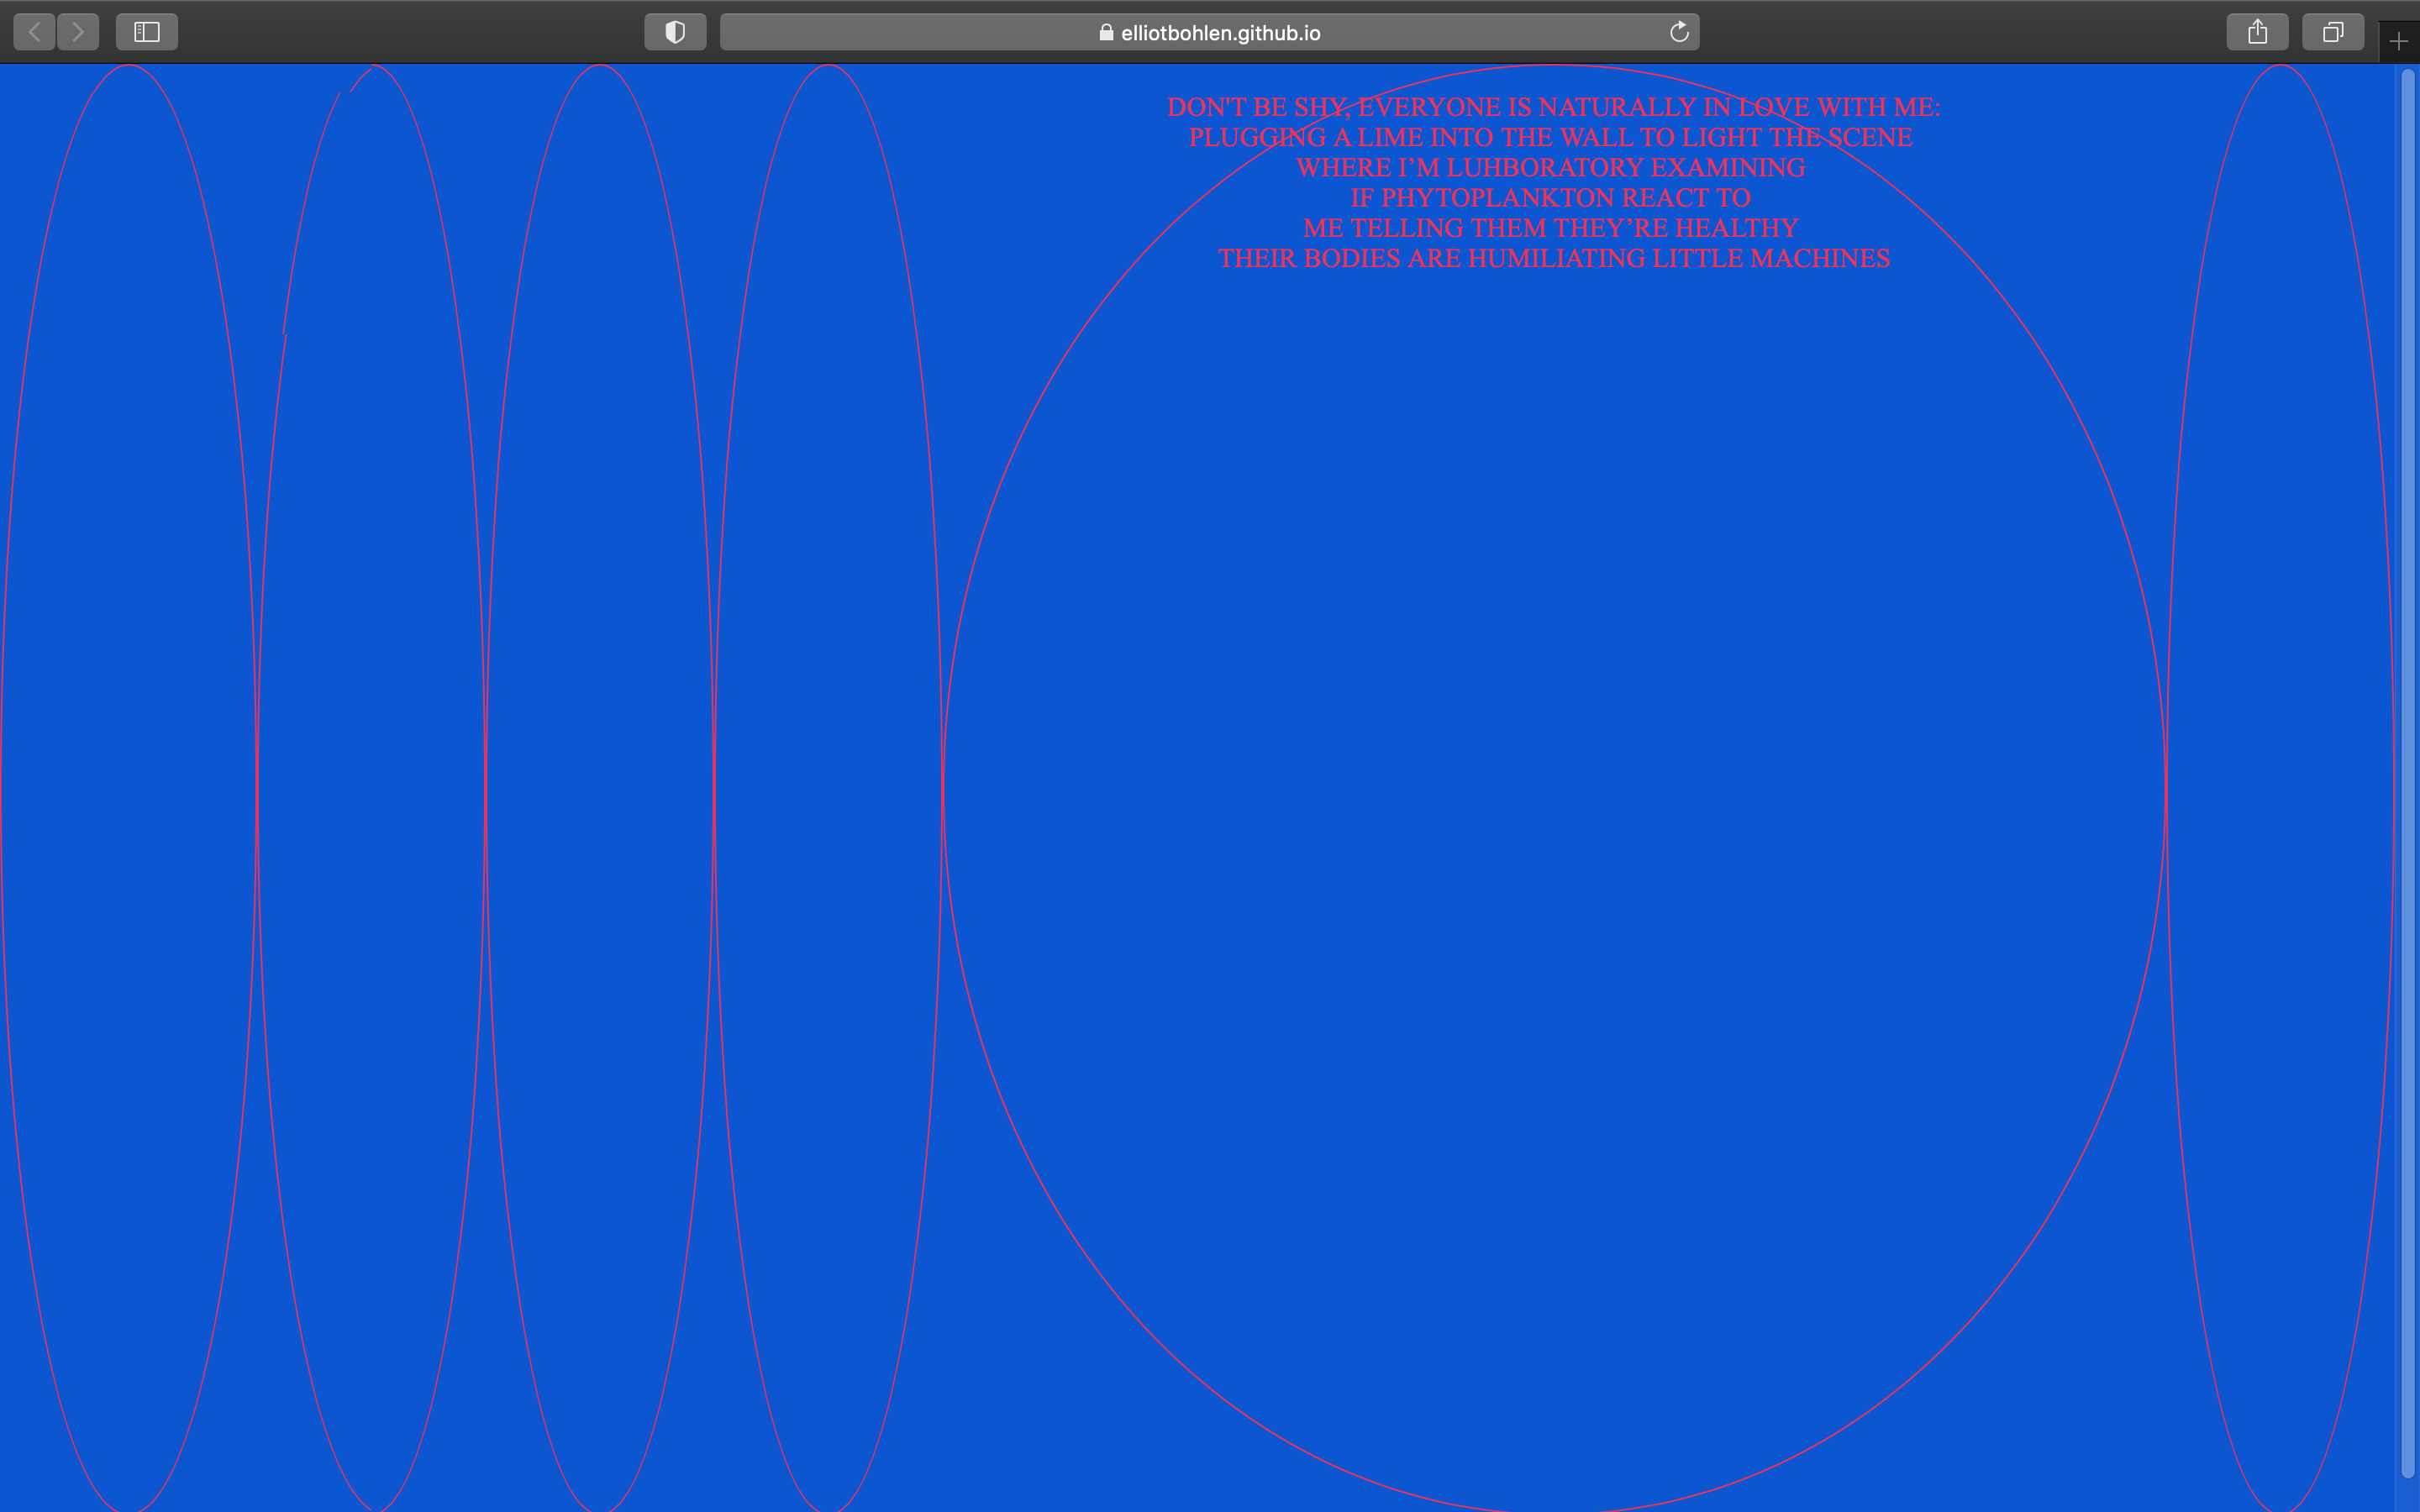 elliotbohlen.github.io
DON'T BE SHY, EVERYONE IS NATURALLY IN LOVE WITH ME:
PLUGGING A LIME INTO THE WALL TO LIGHT THE SCENE
WHERE I’M LUHBORATORY EXAMINING
IF PHYTOPLANKTON REACT TO
ME TELLING THEM THEY’RE HEALTHY
THEIR BODIES ARE HUMILIATING LITTLE MACHINES